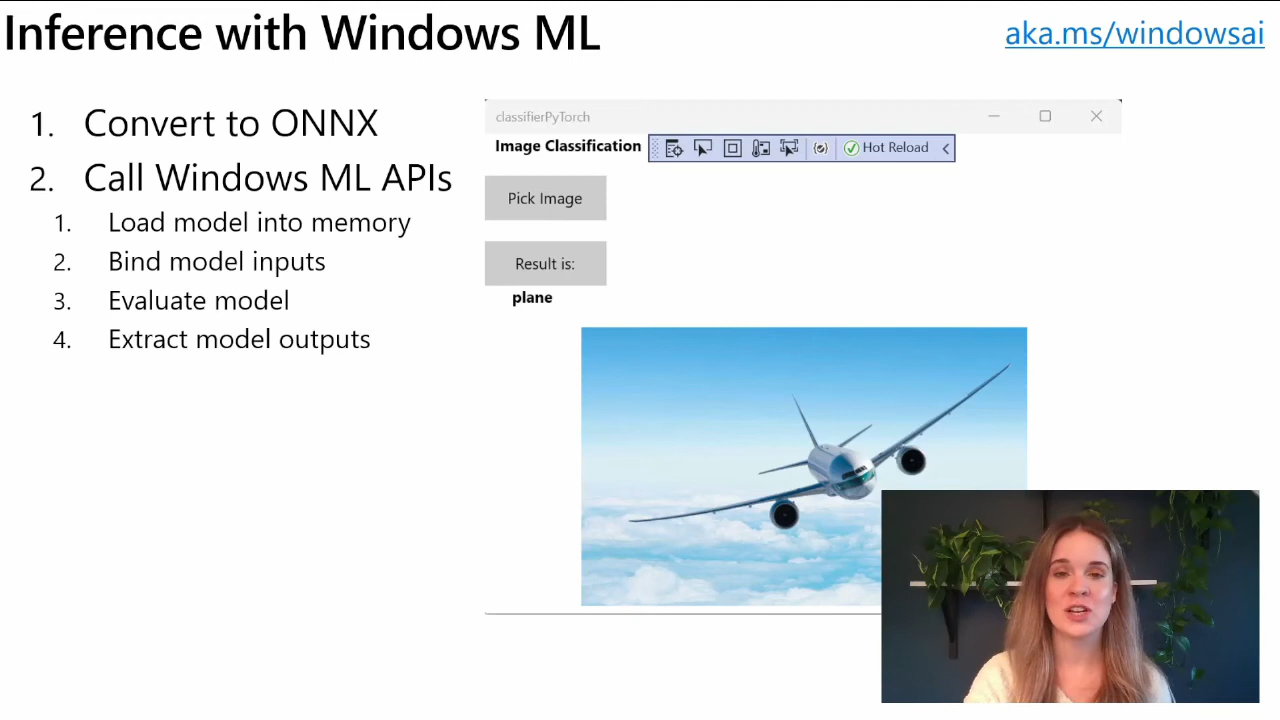 Inference with Windows ML
aka.ms/windowsai
1. Convert to ONNX
2. Call Windows ML APIs
1. Load model into memory
2. Bind model inputs
3. Evaluate model
4. Extract model outputs
classifierPyTorch
Image Classification
Hot Reload
Pick Image
Result is:
plane